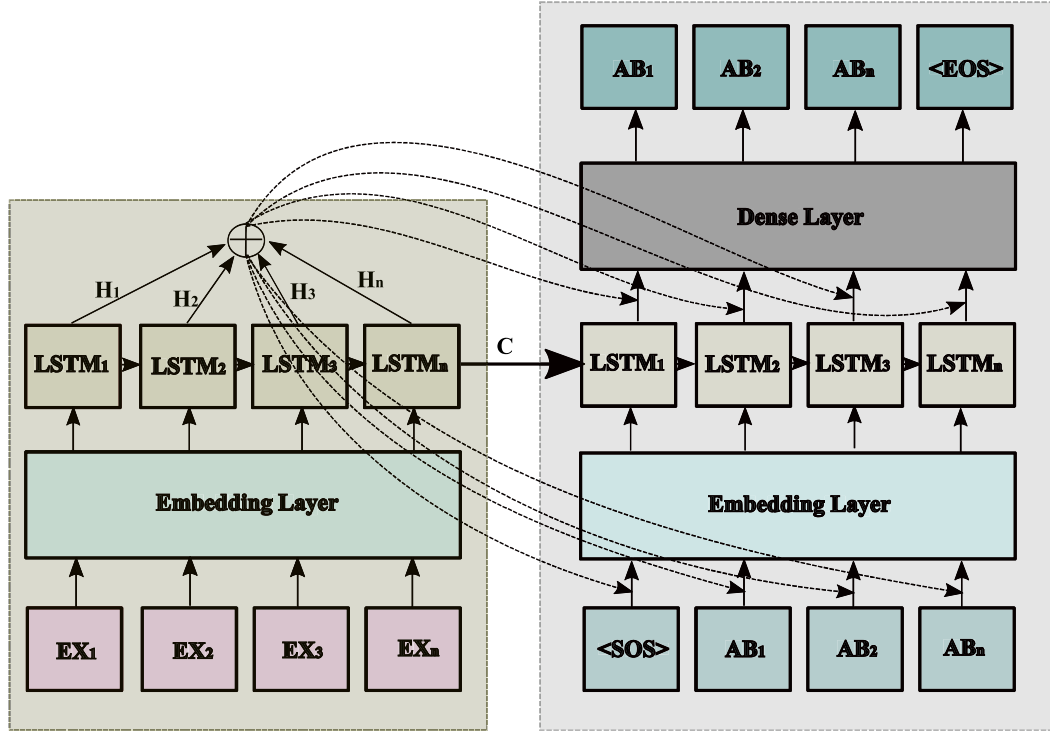 AB₁ AB₂ ABₙ <EOS>
Dense Layer
H₁ H₂ H₃ Hₙ
LSTM₁ LSTM₂ LSTM₃ LSTMₙ C LSTM₁ LSTM₂ LSTM₃ LSTMₙ
Embedding Layer Embedding Layer
EX₁ EX₂ EX₃ EXₙ <SOS> AB₁ AB₂ ABₙ